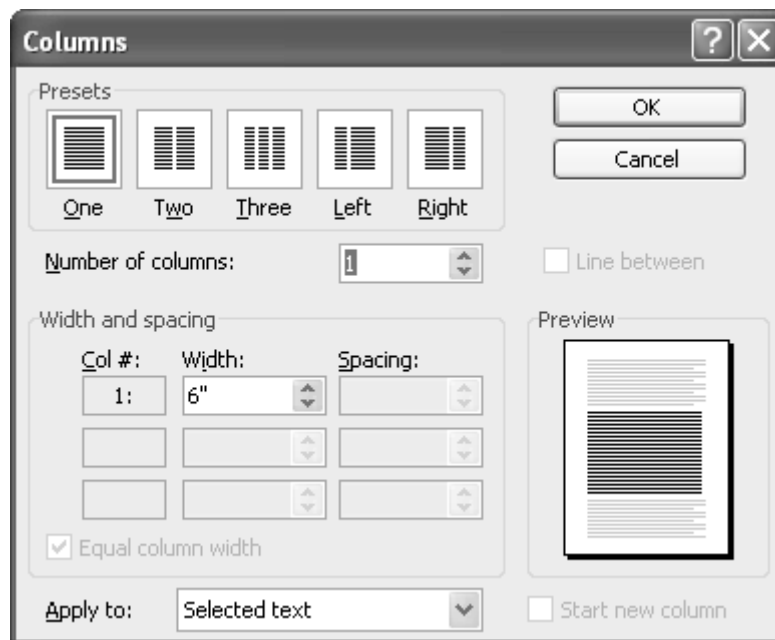 Columns
Presets
OK
Cancel
One Two Three Left Right
Number of columns: 1
Line between
Width and spacing
Preview
Col #: Width: Spacing:
1: 6"
Equal column width
Apply to: Selected text
Start new column